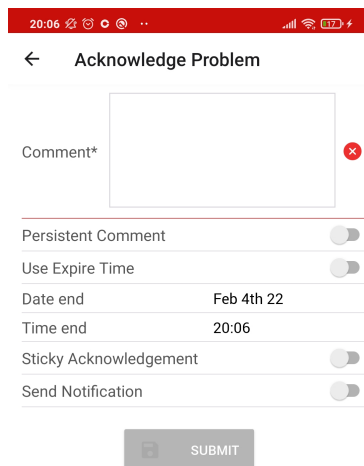 20:06
17
Acknowledge Problem
Comment*
Persistent Comment
Use Expire Time
Date end Feb 4th 22
Time end 20:06
Sticky Acknowledgement
Send Notification
SUBMIT